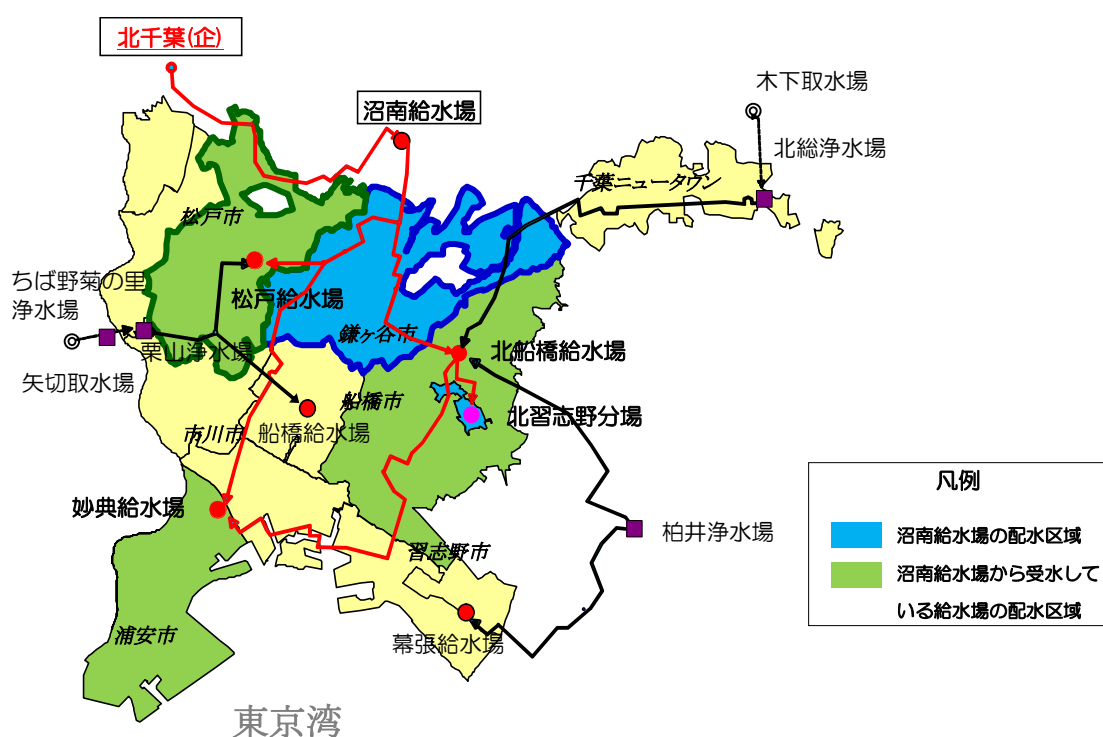 北千葉(企)
木下取水場
沼南給水場
北総浄水場
千葉ニュータウン
松戸市
ちば野菊の里
浄水場
松戸給水場
鎌ヶ谷市
栗山浄水場
北船橋給水場
矢切取水場
船橋市
北習志野分場
市川市
船橋給水場
凡例
妙典給水場
柏井浄水場
沼南給水場の配水区域
習志野市
沼南給水場から受水して
いる給水場の配水区域
浦安市
幕張給水場
東京湾